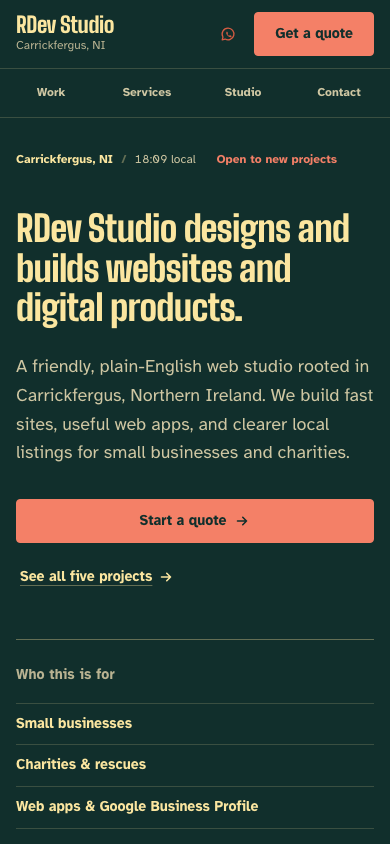 RDev Studio
Carrickfergus, NI
Get a quote
Work
Services
Studio
Contact
Carrickfergus, NI / 18:09 local Open to new projects
RDev Studio designs and
builds websites and
digital products.
A friendly, plain-English web studio rooted in
Carrickfergus, Northern Ireland. We build fast
sites, useful web apps, and clearer local
listings for small businesses and charities.
Start a quote →
See all five projects →
Who this is for
Small businesses
Charities & rescues
Web apps & Google Business Profile